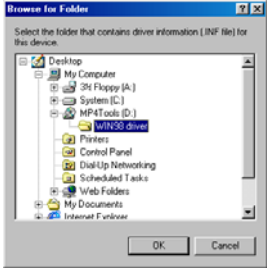 Browse for Folder
Select the folder that contains driver information (.INF file) for
this device.
Desktop
My Computer
3½ Floppy (A:)
System (C:)
MP4Tools (D:)
WIN98 driver
Printers
Control Panel
Dial-Up Networking
Scheduled Tasks
Web Folders
My Documents
Internet Explorer
OK
Cancel